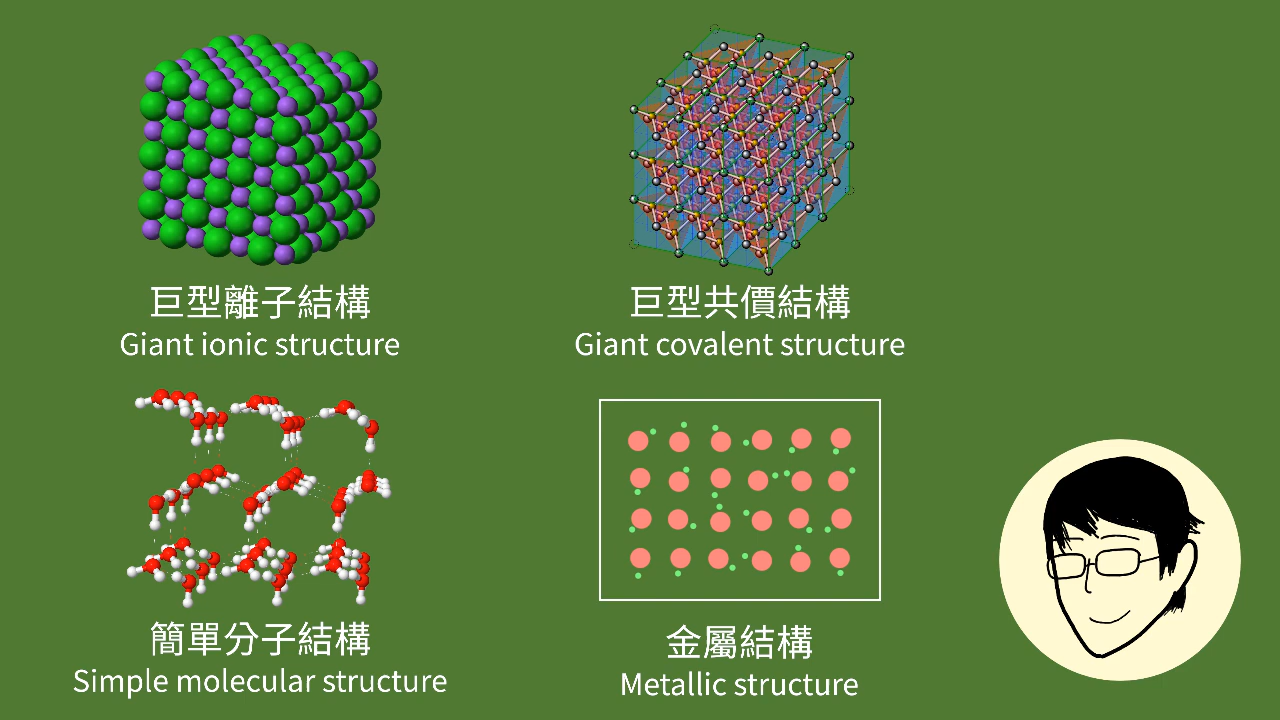 巨型離子結構
Giant ionic structure
巨型共價結構
Giant covalent structure
簡單分子結構
Simple molecular structure
金屬結構
Metallic structure